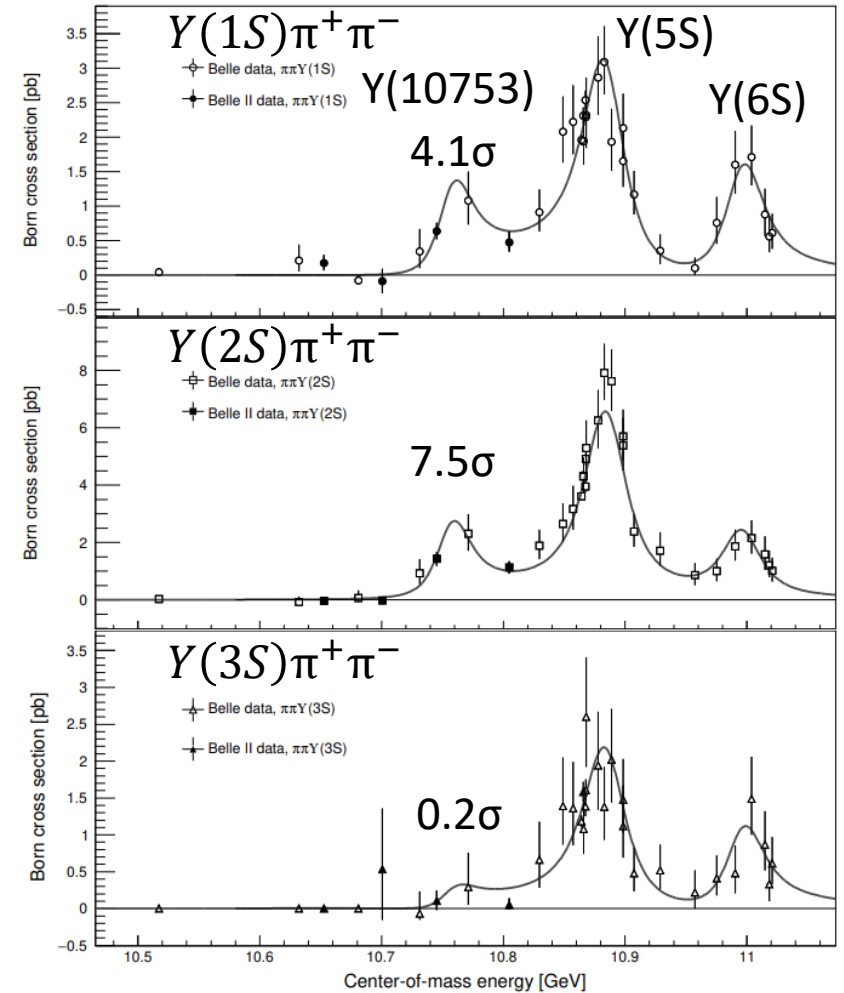 Y(1S)π⁺π⁻
Y(5S)
Belle data, ππΥ(1S)
Belle II data, ππΥ(1S)
Y(10753)
Y(6S)
4.1σ
Born cross section [pb]
3.5
3
2.5
2
1.5
1
0.5
0
−0.5
Y(2S)π⁺π⁻
Belle data, ππΥ(2S)
Belle II data, ππΥ(2S)
7.5σ
Born cross section [pb]
8
6
4
2
0
Y(3S)π⁺π⁻
Belle data, ππΥ(3S)
Belle II data, ππΥ(3S)
0.2σ
Born cross section [pb]
3.5
3
2.5
2
1.5
1
0.5
0
−0.5
10.5 10.6 10.7 10.8 10.9 11
Center-of-mass energy [GeV]